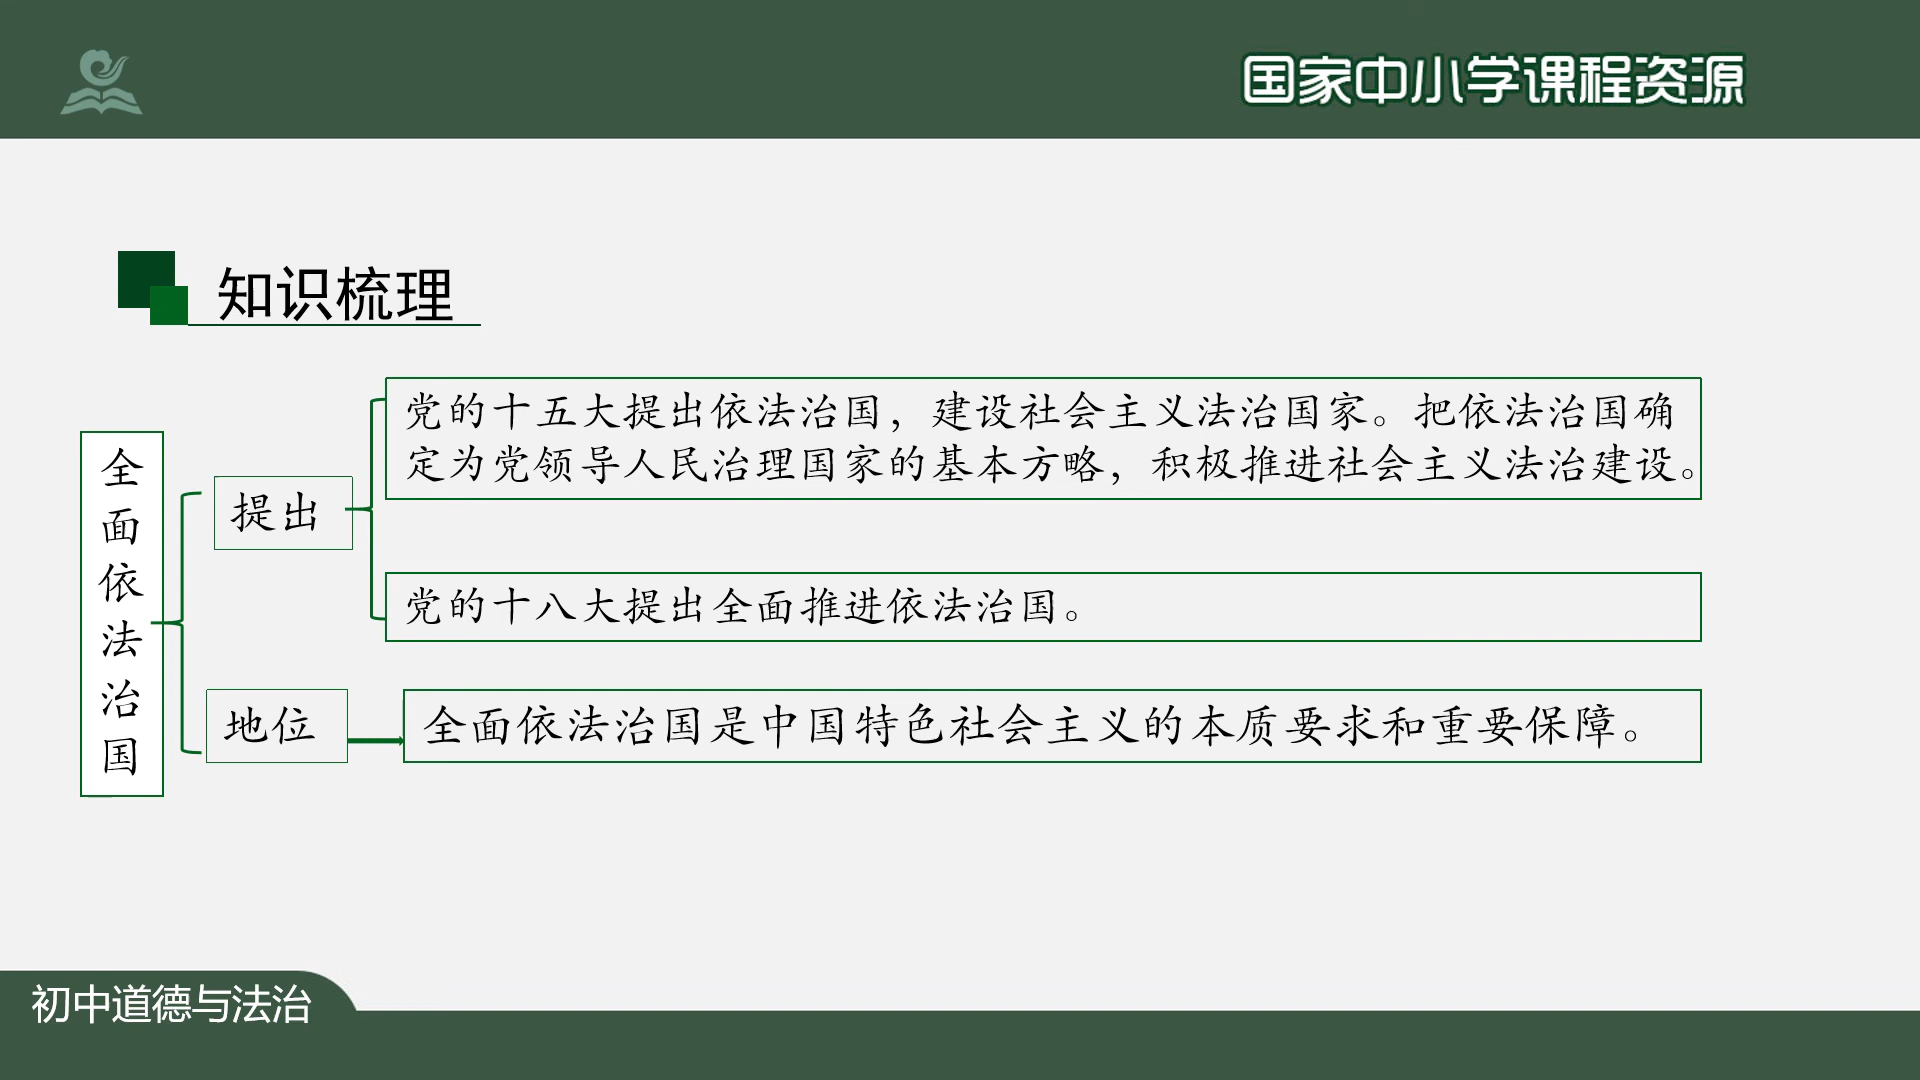 国家中小学课程资源
知识梳理
全面依法治国
提出
党的十五大提出依法治国，建设社会主义法治国家。把依法治国确
定为党领导人民治理国家的基本方略，积极推进社会主义法治建设。
党的十八大提出全面推进依法治国。
地位
全面依法治国是中国特色社会主义的本质要求和重要保障。
初中道德与法治